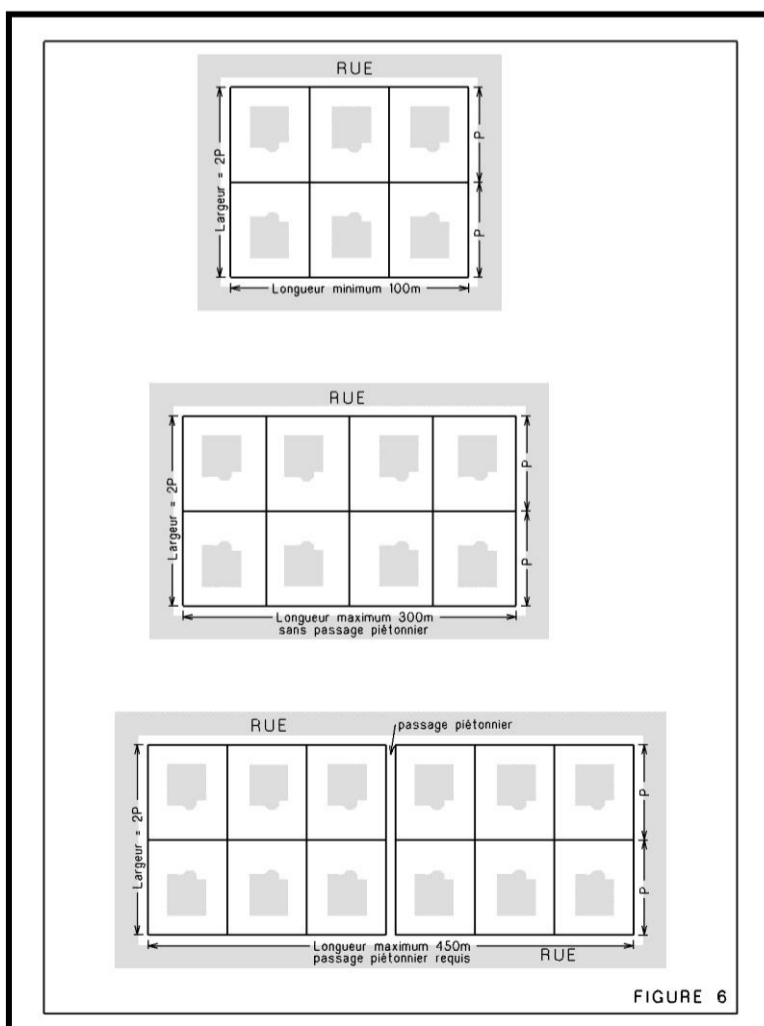 RUE
Largeur = 2P
P
P
Longueur minimum 100m
RUE
Largeur = 2P
P
P
Longueur maximum 300m
sans passage piétonnier
RUE
passage piétonnier
Largeur = 2P
P
P
Longueur maximum 450m
passage piétonnier requis
RUE
FIGURE 6